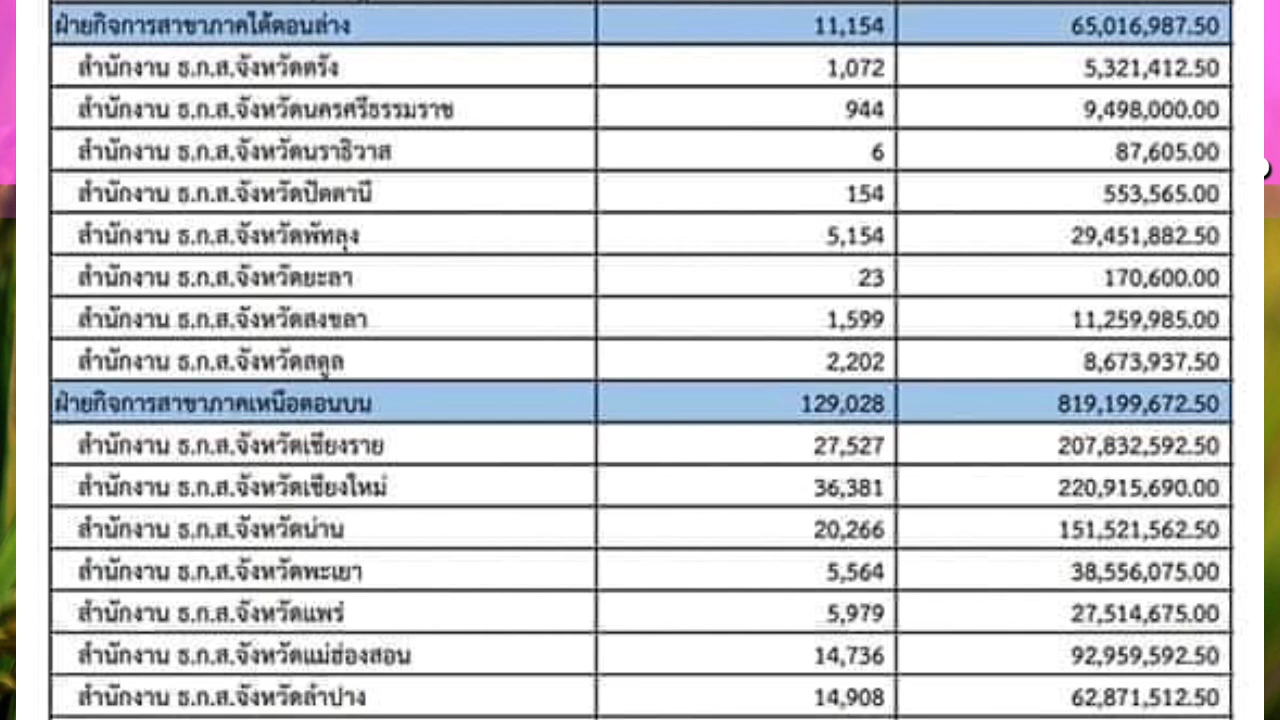 ฝ่ายกิจการสาขาภาคใต้ตอนล่าง 11,154 65,016,987.50
สำนักงาน ธ.ก.ส.จังหวัดตรัง 1,072 5,321,412.50
สำนักงาน ธ.ก.ส.จังหวัดนครศรีธรรมราช 944 9,498,000.00
สำนักงาน ธ.ก.ส.จังหวัดนราธิวาส 6 87,605.00
สำนักงาน ธ.ก.ส.จังหวัดปัตตานี 154 553,565.00
สำนักงาน ธ.ก.ส.จังหวัดพัทลุง 5,154 29,451,882.50
สำนักงาน ธ.ก.ส.จังหวัดยะลา 23 170,600.00
สำนักงาน ธ.ก.ส.จังหวัดสงขลา 1,599 11,259,985.00
สำนักงาน ธ.ก.ส.จังหวัดสตูล 2,202 8,673,937.50
ฝ่ายกิจการสาขาภาคเหนือตอนบน 129,028 819,199,672.50
สำนักงาน ธ.ก.ส.จังหวัดเชียงราย 27,527 207,832,592.50
สำนักงาน ธ.ก.ส.จังหวัดเชียงใหม่ 36,381 220,915,690.00
สำนักงาน ธ.ก.ส.จังหวัดน่าน 20,266 151,521,562.50
สำนักงาน ธ.ก.ส.จังหวัดพะเยา 5,564 38,556,075.00
สำนักงาน ธ.ก.ส.จังหวัดแพร่ 5,979 27,514,675.00
สำนักงาน ธ.ก.ส.จังหวัดแม่ฮ่องสอน 14,736 92,959,592.50
สำนักงาน ธ.ก.ส.จังหวัดลำปาง 14,908 62,871,512.50